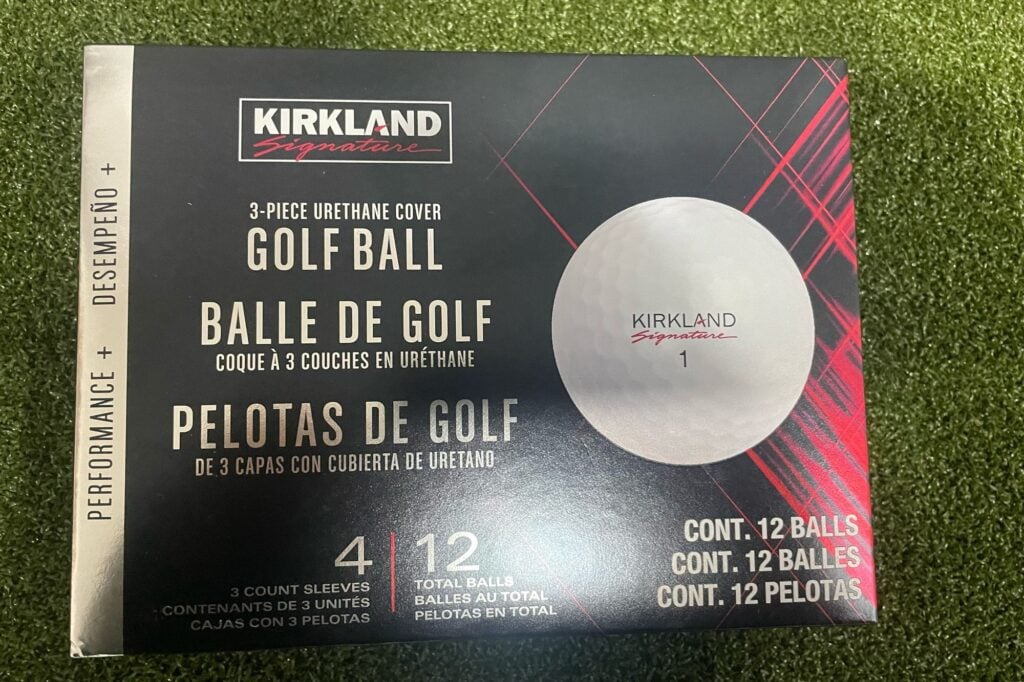 PERFORMANCE + DESEMPEÑO +
KIRKLAND
Signature
3-PIECE URETHANE COVER
GOLF BALL
BALLE DE GOLF
COQUE À 3 COUCHES EN URÉTHANE
PELOTAS DE GOLF
DE 3 CAPAS CON CUBIERTA DE URETANO
4
3 COUNT SLEEVES
CONTENANTS DE 3 UNITÉS
CAJAS CON 3 PELOTAS
12
TOTAL BALLS
BALLES AU TOTAL
PELOTAS EN TOTAL
KIRKLAND
Signature
1
CONT. 12 BALLS
CONT. 12 BALLES
CONT. 12 PELOTAS